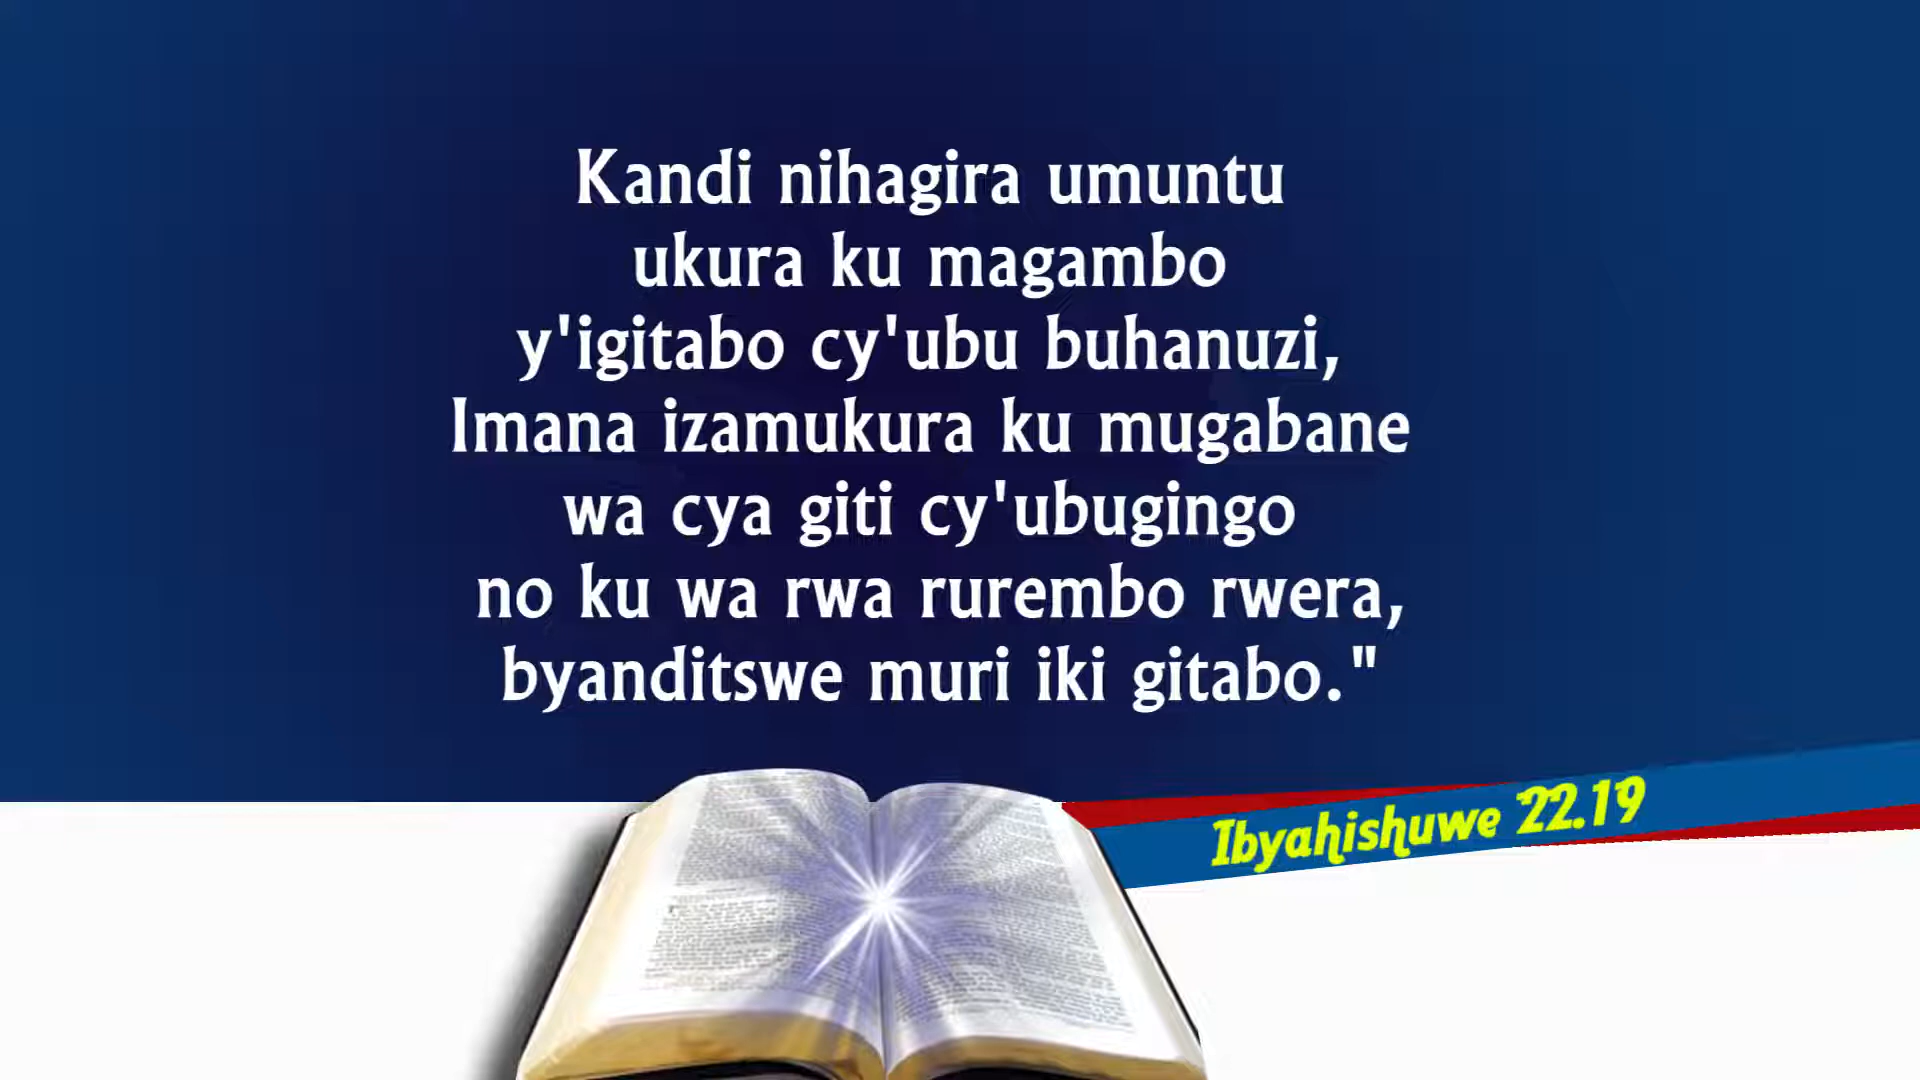 Kandi nihagira umuntu
ukura ku magambo
y'igitabo cy'ubu buhanuzi,
Imana izamukura ku mugabane
wa cya giti cy'ubugingo
no ku wa rwa rurembo rwera,
byanditswe muri iki gitabo."
Ibyahishuwe 22.19